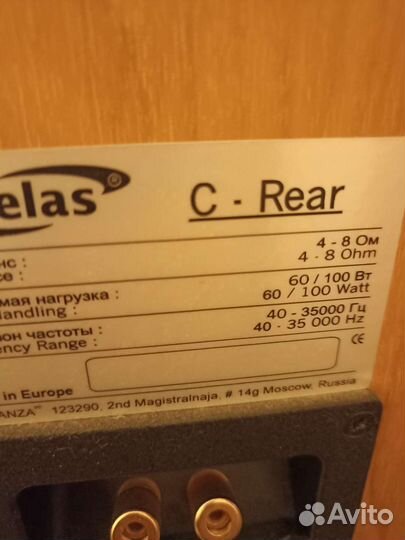 elas®
C - Rear
нс : 4 - 8 Ом
ce : 4 - 8 Ohm
мая нагрузка : 60 / 100 Вт
Handling : 60 / 100 Watt
он частоты : 40 - 35000 Гц
ency Range : 40 - 35 000 Hz
in Europe
CE
ANZA" 123290, 2nd Magistralnaja, # 14g Moscow, Russia
Avito